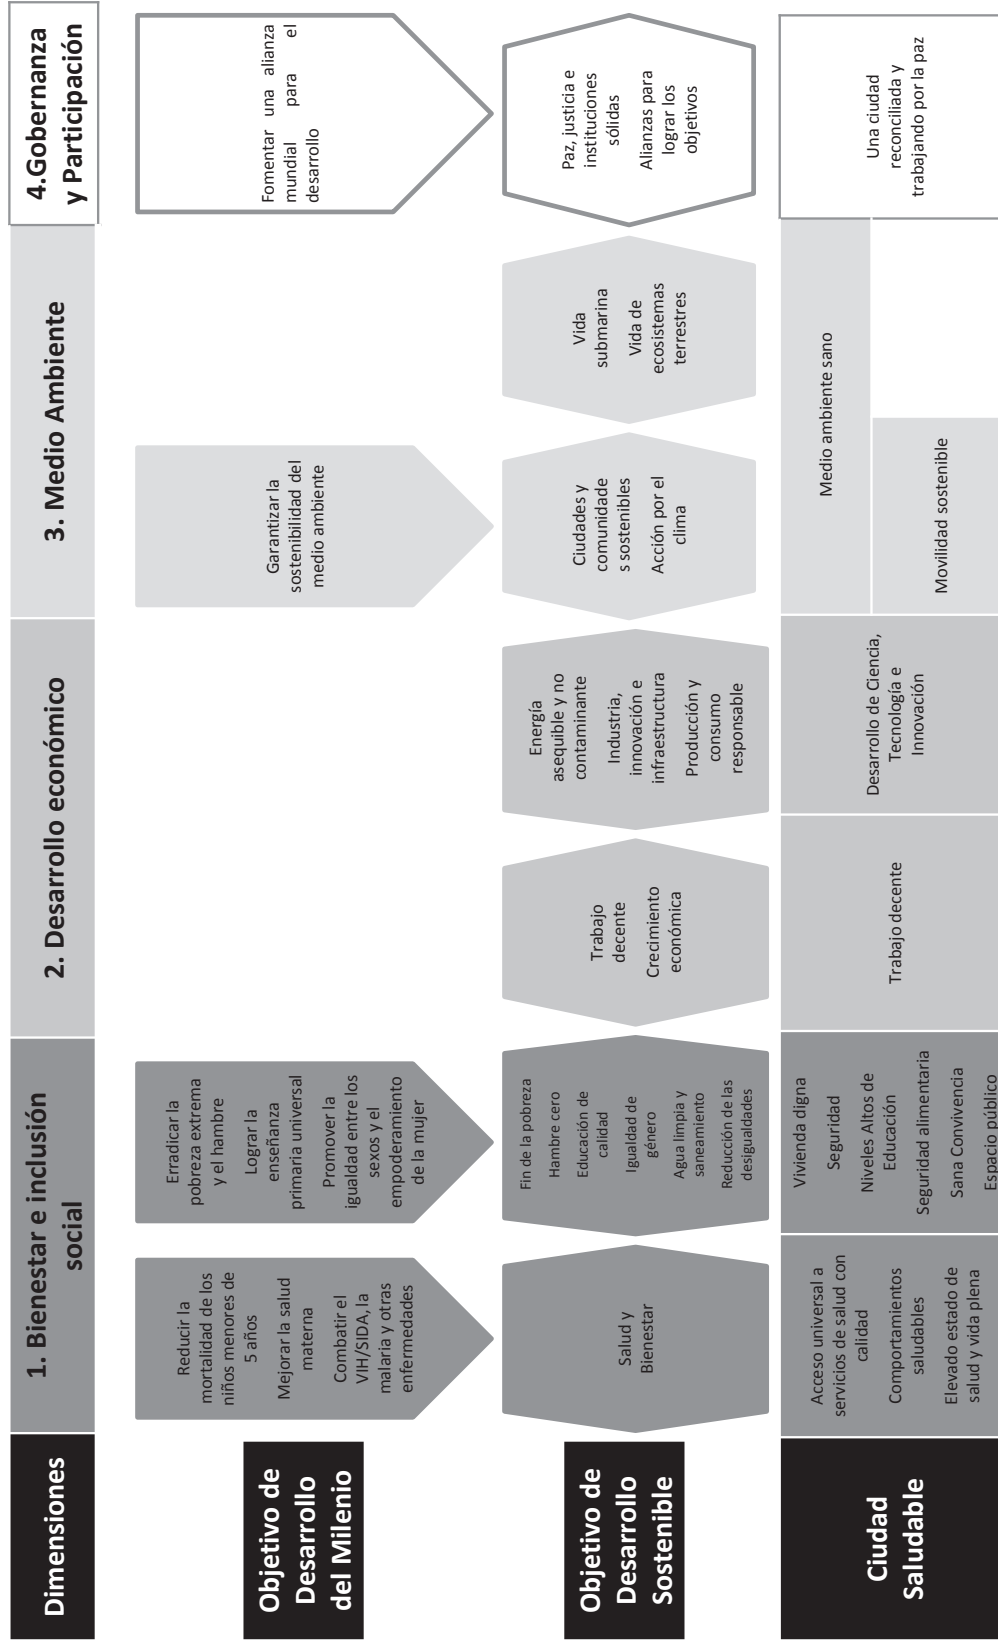 Dimensiones
1. Bienestar e inclusión
social
2. Desarrollo económico
3. Medio Ambiente
4.Gobernanza
y Participación
Objetivo de
Desarrollo
del Milenio
Reducir la
mortalidad de los
niños menores de
5 años
Mejorar la salud
materna
Combatir el
VIH/SIDA, la
malaria y otras
enfermedades
Erradicar la
pobreza extrema
y el hambre
Lograr la
enseñanza
primaria universal
Promover la
igualdad entre los
sexos y el
empoderamiento
de la mujer
Garantizar la
sostenibilidad del
medio ambiente
Fomentar una alianza
mundial para el
desarrollo
Objetivo de
Desarrollo
Sostenible
Salud y
Bienestar
Fin de la pobreza
Hambre cero
Educación de
calidad
Igualdad de
género
Agua limpia y
saneamiento
Reducción de las
desigualdades
Trabajo
decente
Crecimiento
económica
Energía
asequible y no
contaminante
Industria,
innovación e
infraestructura
Producción y
consumo
responsable
Ciudades y
comunidade
s sostenibles
Acción por el
clima
Vida
submarina
Vida de
ecosistemas
terrestres
Paz, justicia e
instituciones
sólidas
Alianzas para
lograr los
objetivos
Ciudad
Saludable
Acceso universal a
servicios de salud con
calidad
Comportamientos
saludables
Elevado estado de
salud y vida plena
Vivienda digna
Seguridad
Niveles Altos de
Educación
Seguridad alimentaria
Sana Convivencia
Espacio público
Trabajo decente
Desarrollo de Ciencia,
Tecnología e
Innovación
Medio ambiente sano
Movilidad sostenible
Una ciudad
reconciliada y
trabajando por la paz